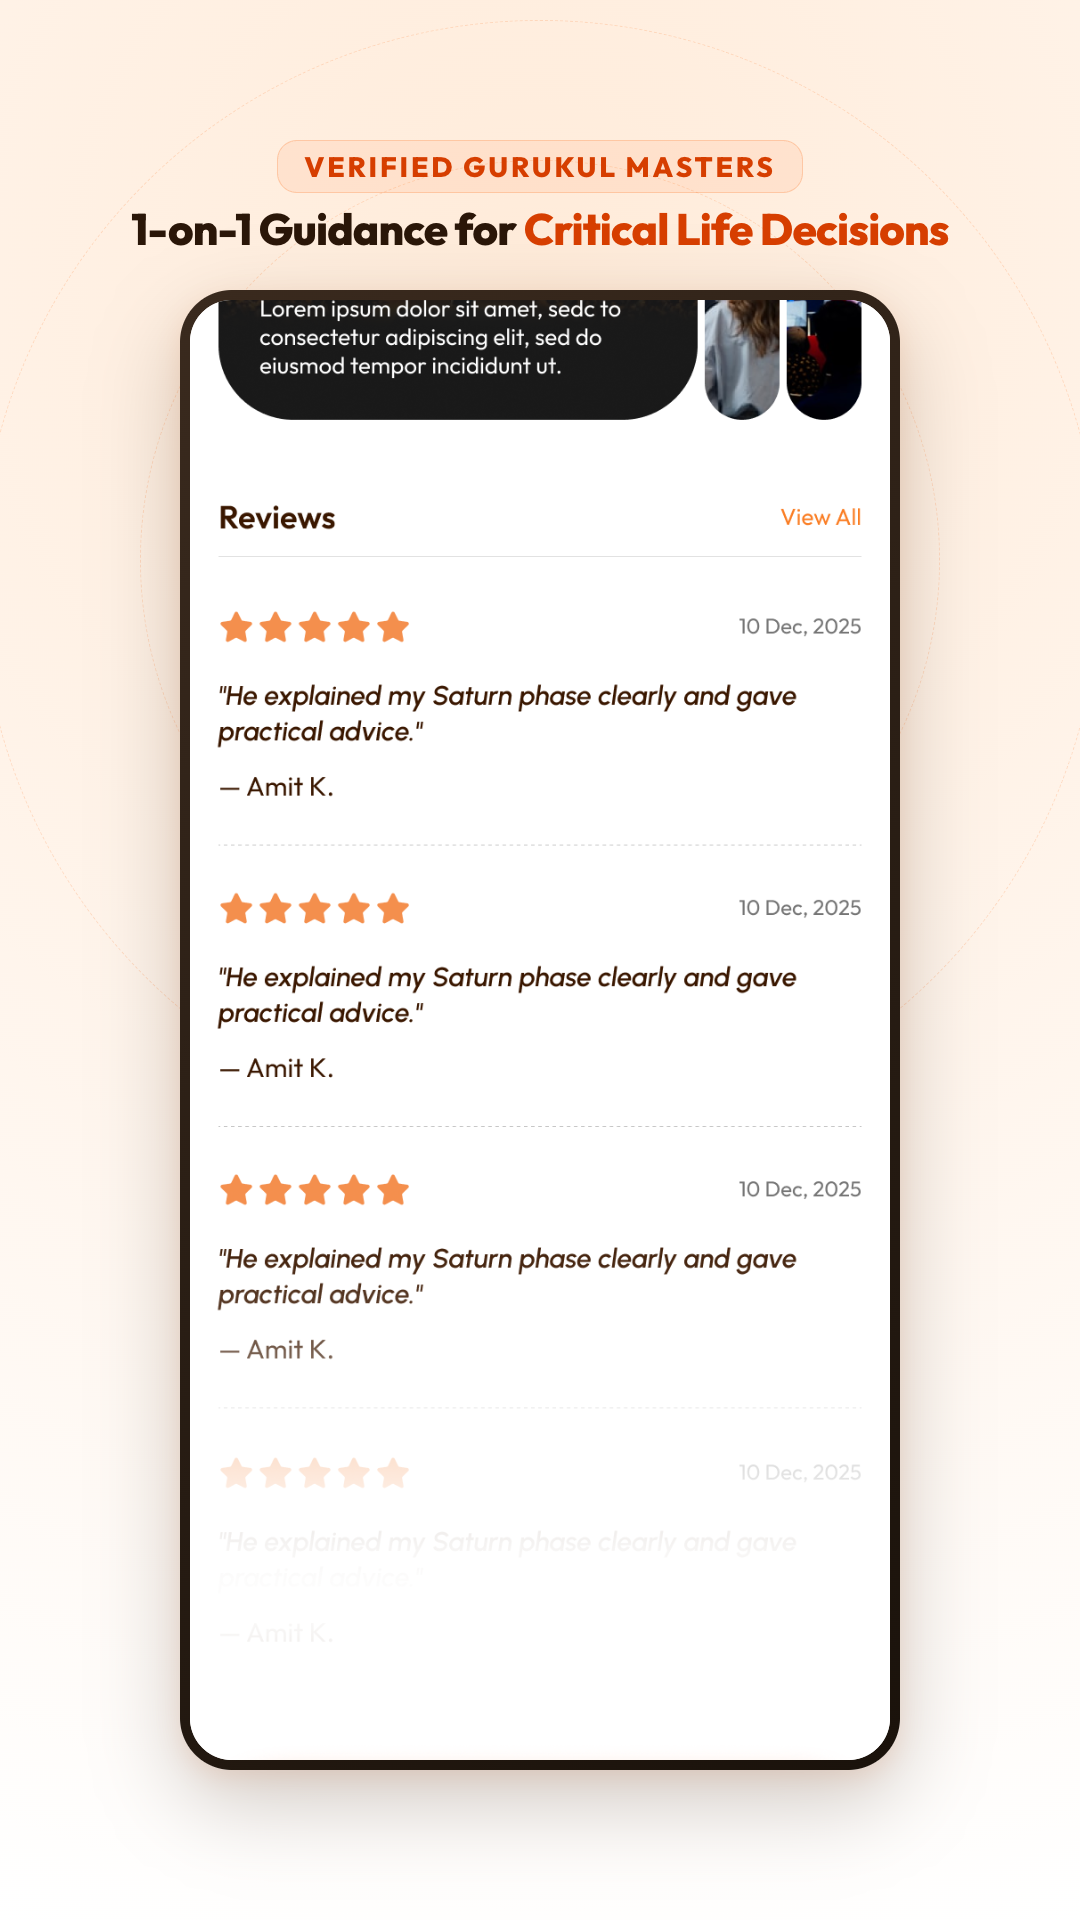 VERIFIED GURUKUL MASTERS
1-on-1 Guidance for Critical Life Decisions
Lorem ipsum dolor sit amet, sedc to
consectetur adipiscing elit, sed do
eiusmod tempor incididunt ut.
Reviews
View All
10 Dec, 2025
"He explained my Saturn phase clearly and gave
practical advice."
— Amit K.
10 Dec, 2025
"He explained my Saturn phase clearly and gave
practical advice."
— Amit K.
10 Dec, 2025
"He explained my Saturn phase clearly and gave
practical advice."
— Amit K.
10 Dec, 2025
"He explained my Saturn phase clearly and gave
practical advice."
— Amit K.